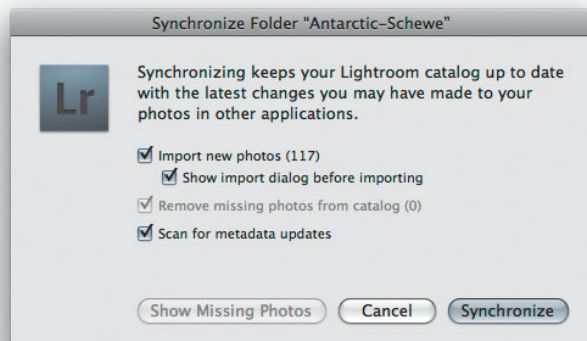 Synchronize Folder “Antarctic-Schewe”
Lr
Synchronizing keeps your Lightroom catalog up to date
with the latest changes you may have made to your
photos in other applications.
Import new photos (117)
Show import dialog before importing
Remove missing photos from catalog (0)
Scan for metadata updates
Show Missing Photos
Cancel
Synchronize